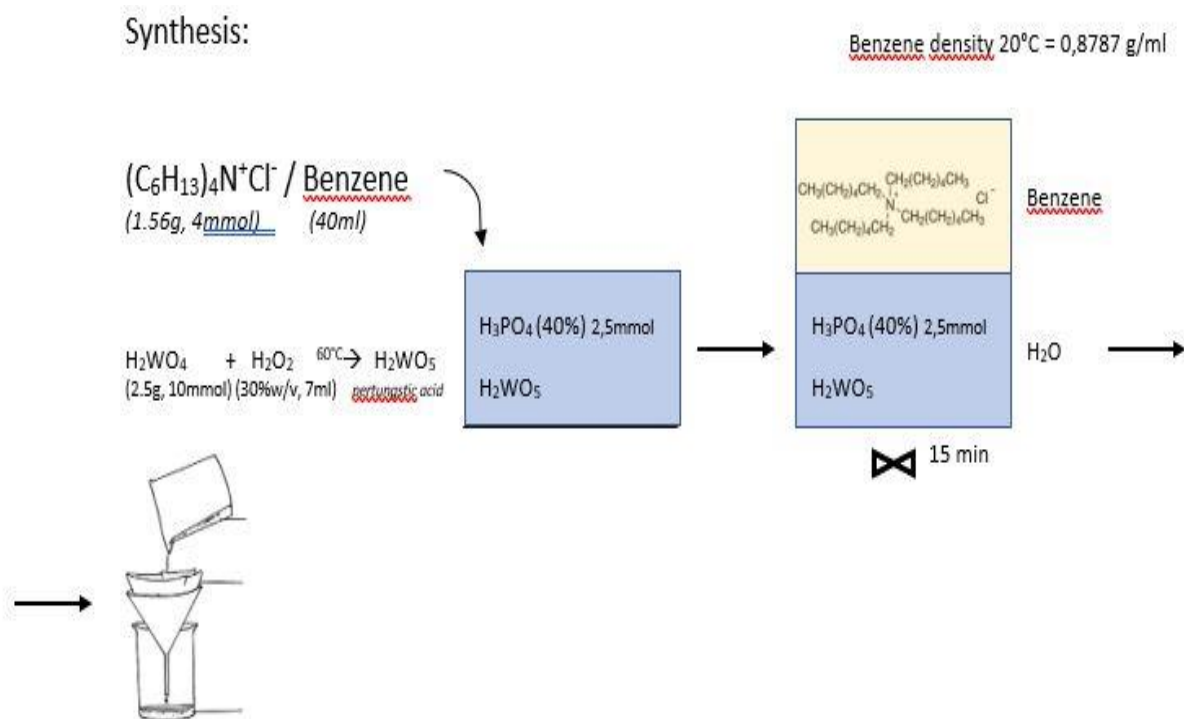 Synthesis:
Benzene density 20°C = 0,8787 g/ml
(C₆H₁₃)₄N⁺Cl⁻ / Benzene
(1.56g, 4mmol) (40ml)
CH₃(CH₂)₄CH₂ CH₂(CH₂)₄CH₃
N⁺ Cl⁻
CH₃(CH₂)₄CH₂ CH₂(CH₂)₄CH₃
Benzene
H₂WO₄ + H₂O₂ 60°C→ H₂WO₅
(2.5g, 10mmol) (30%w/v, 7ml) pertungstic acid
H₃PO₄ (40%) 2,5mmol
H₂WO₅
H₃PO₄ (40%) 2,5mmol
H₂WO₅
H₂O
15 min